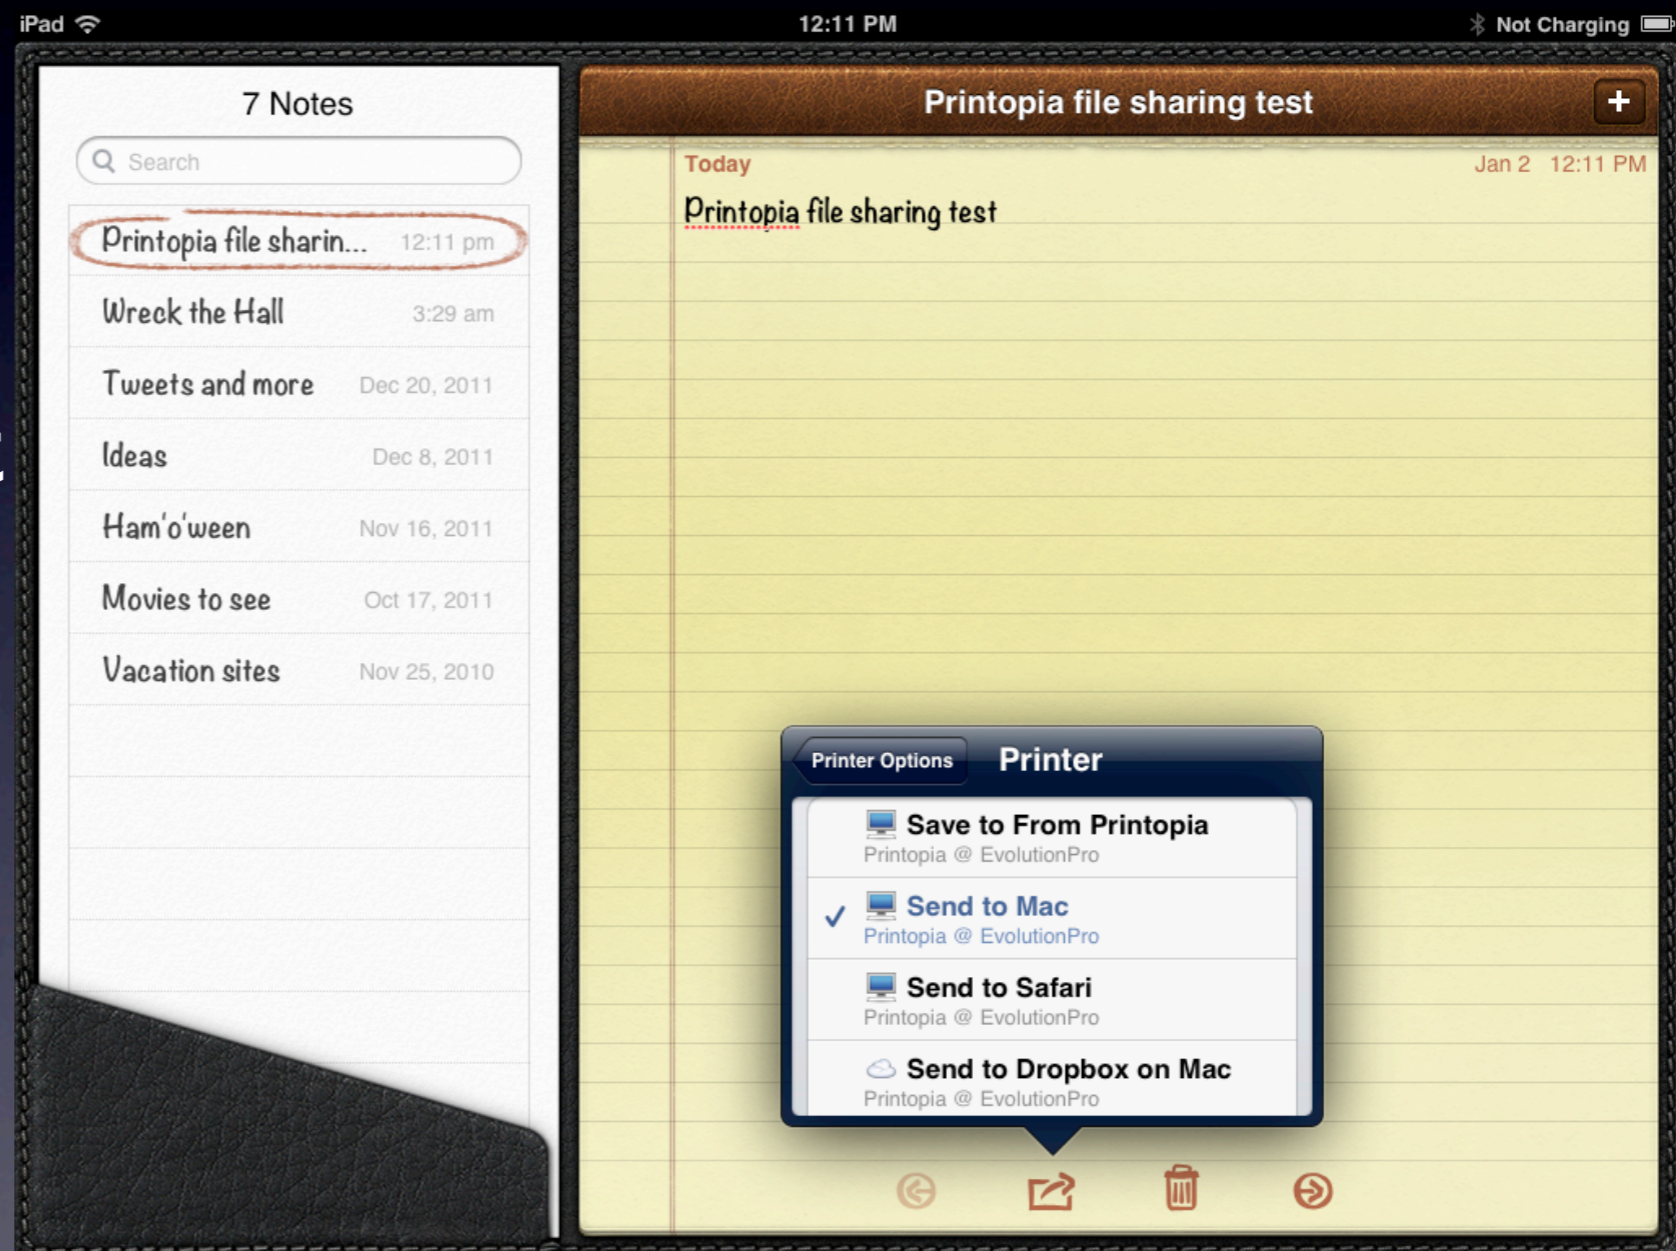 iPad
12:11 PM
Not Charging
7 Notes
Search
Printopia file sharin... 12:11 pm
Wreck the Hall 3:29 am
Tweets and more Dec 20, 2011
Ideas Dec 8, 2011
Ham'o'ween Nov 16, 2011
Movies to see Oct 17, 2011
Vacation sites Nov 25, 2010
Printopia file sharing test
+
Today Jan 2 12:11 PM
Printopia file sharing test
Printer Options Printer
Save to From Printopia
Printopia @ EvolutionPro
Send to Mac
Printopia @ EvolutionPro
Send to Safari
Printopia @ EvolutionPro
Send to Dropbox on Mac
Printopia @ EvolutionPro